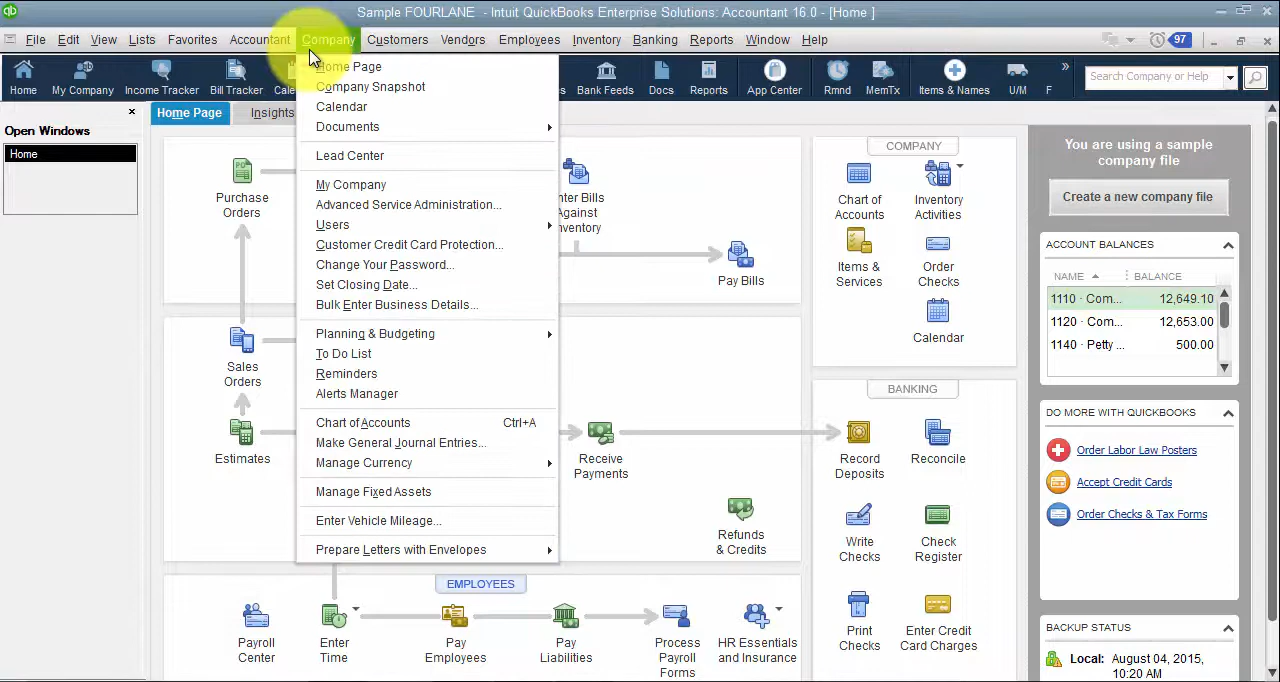 qb
Sample FOURLANE - Intuit QuickBooks Enterprise Solutions: Accountant 16.0 - [Home ]
File Edit View Lists Favorites Accountant Company Customers Vendors Employees Inventory Banking Reports Window Help
97
Home My Company Income Tracker Bill Tracker Bank Feeds Docs Reports App Center Rmnd MemTx Items & Names U/M F
Search Company or Help
Home Page Insights
Open Windows
Home
Home Page
Company Snapshot
Calendar
Documents
Lead Center
My Company
Advanced Service Administration...
Users
Customer Credit Card Protection...
Change Your Password...
Set Closing Date...
Bulk Enter Business Details...
Planning & Budgeting
To Do List
Reminders
Alerts Manager
Chart of Accounts Ctrl+A
Make General Journal Entries...
Manage Currency
Manage Fixed Assets
Enter Vehicle Mileage...
Prepare Letters with Envelopes
Purchase
Orders
Bills
Against
Pay Bills
Sales
Orders
Estimates
Receive
Payments
Refunds
& Credits
EMPLOYEES
Payroll
Center
Enter
Time
Pay
Employees
Pay
Liabilities
Process
Payroll
Forms
HR Essentials
and Insurance
COMPANY
Chart of
Accounts
Inventory
Activities
Items &
Services
Order
Checks
Calendar
BANKING
Record
Deposits
Reconcile
Write
Checks
Check
Register
Print
Checks
Enter Credit
Card Charges
You are using a sample
company file
Create a new company file
ACCOUNT BALANCES
NAME BALANCE
1110 · Com... 12,649.10
1120 · Com... 12,653.00
1140 · Petty ... 500.00
DO MORE WITH QUICKBOOKS
Order Labor Law Posters
Accept Credit Cards
Order Checks & Tax Forms
BACKUP STATUS
Local: August 04, 2015,
10:20 AM